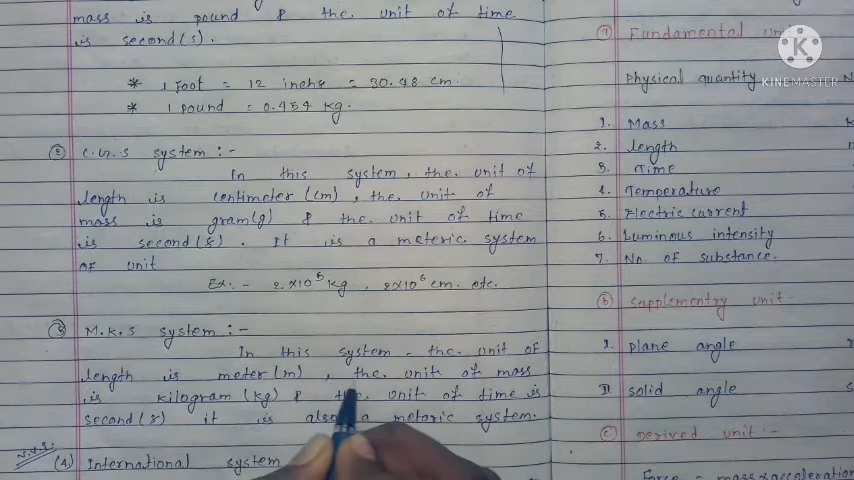 mass is pound & the unit of time
is second(s).
* 1 Foot = 12 inchs = 30.48 cm.
* 1 pound = 0.454 kg.
② C.G.S system :-
In this system, the unit of
length is centimeter (cm), the unit of
mass is gram(g) & the unit of time
is second(s). It is a meteric system
of unit
Ex:- 2×10⁵ kg, 2×10⁶ cm. etc.
③ M.K.S system :-
In this system - the unit of
length is meter (m), the unit of mass
is kilogram (kg) & the unit of time is
second(s) it is also a meteric system.
N.V.S.
(4) International system
ⓐ Fundamental unit
Physical quantity N
1. Mass K
2. length
3. Time
4. Temperature
5. Electric current
6. Luminous intensity
7. No. of substance.
ⓑ supplementry unit -
I. plane angle
II solid angle S
ⓒ Derived unit :-
Force = mass×accleration
KINEMASTER